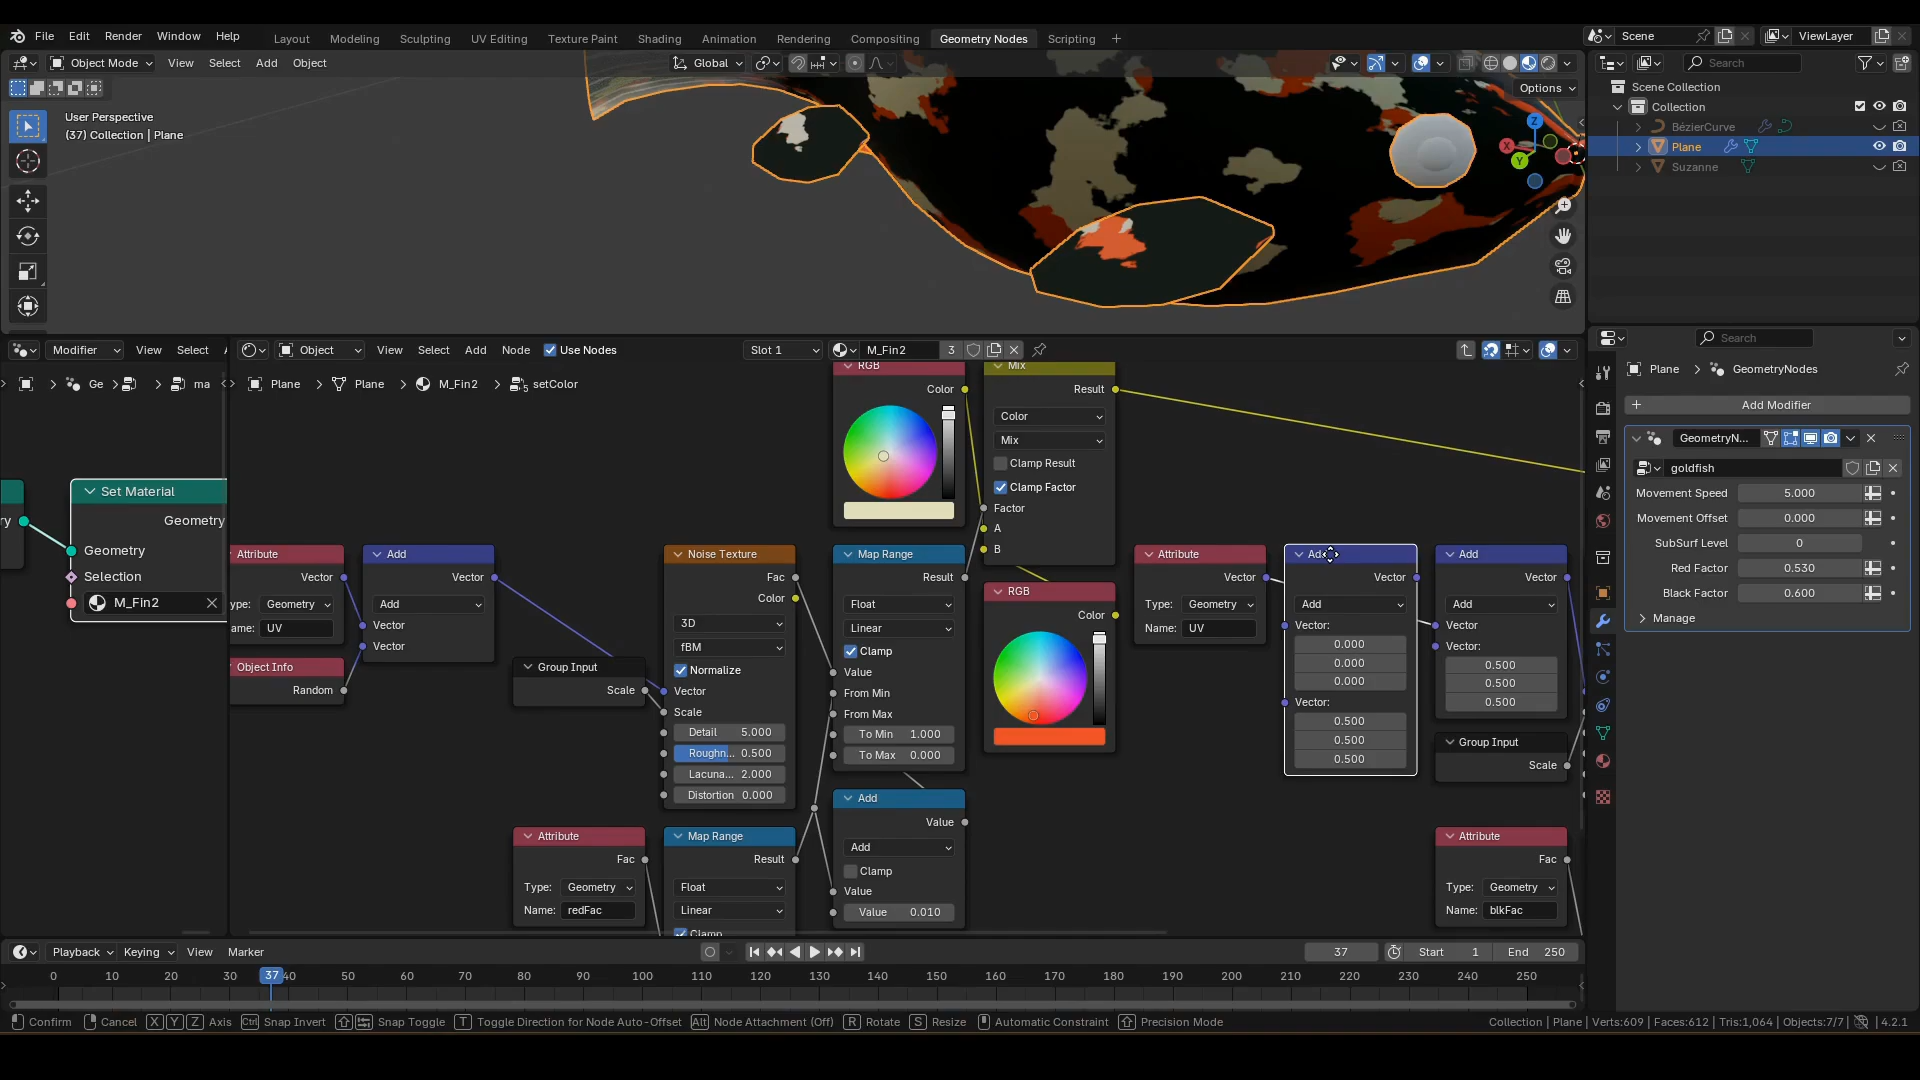 File Edit Render Window Help Layout Modeling Sculpting UV Editing Texture Paint Shading Animation Rendering Compositing Geometry Nodes Scripting Scene ViewLayer
Object Mode View Select Add Object Global Search
Options
User Perspective
(37) Collection | Plane
Scene Collection
Collection
BézierCurve
Plane
Suzanne
Z
X
Y
Modifier View Select Object View Select Add Node Use Nodes Slot 1 M_Fin2 3 Search
Ge ma Plane Plane M_Fin2 5 setColor
Plane GeometryNodes
Add Modifier
GeometryN...
goldfish
Movement Speed 5.000
Movement Offset 0.000
SubSurf Level 0
Red Factor 0.530
Black Factor 0.600
Manage
Set Material
Geometry
Geometry
Selection
M_Fin2
Attribute
Vector
ype: Geometry
ame: UV
Object Info
Random
Add
Vector
Add
Vector
Vector
Group Input
Scale
Noise Texture
Fac
Color
3D
fBM
Normalize
Vector
Scale
Detail 5.000
Roughn... 0.500
Lacuna... 2.000
Distortion 0.000
Attribute
Fac
Type: Geometry
Name: redFac
Map Range
Result
Float
Linear
Clamp
RGB
Color
Map Range
Result
Float
Linear
Clamp
Value
From Min
From Max
To Min 1.000
To Max 0.000
Add
Value
Add
Clamp
Value
Value 0.010
Mix
Result
Color
Mix
Clamp Result
Clamp Factor
Factor
A
B
RGB
Color
Attribute
Vector
Type: Geometry
Name: UV
Vector
Add
Vector:
0.000
0.000
0.000
Vector:
0.500
0.500
0.500
Add
Vector
Add
Vector
Vector:
0.500
0.500
0.500
Group Input
Scale
Attribute
Fac
Type: Geometry
Name: blkFac
Playback Keying View Marker 37 Start 1 End 250
0 10 20 30 37 40 50 60 70 80 90 100 110 120 130 140 150 160 170 180 190 200 210 220 230 240 250
Confirm Cancel X Y Z Axis Ctrl Snap Invert Snap Toggle T Toggle Direction for Node Auto-Offset Alt Node Attachment (Off) R Rotate S Resize Automatic Constraint Precision Mode Collection | Plane | Verts:609 | Faces:612 | Tris:1,064 | Objects:7/7 | 4.2.1